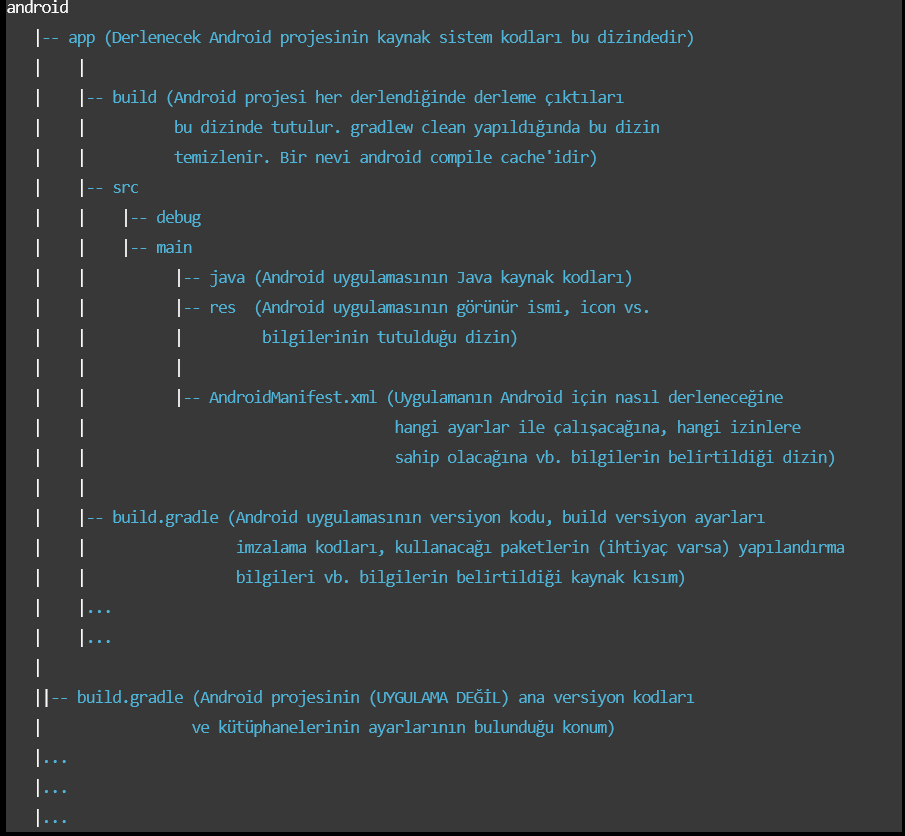 android
|-- app (Derlenecek Android projesinin kaynak sistem kodları bu dizindedir)
|    |
|    |-- build (Android projesi her derlendiğinde derleme çıktıları
|    |          bu dizinde tutulur. gradlew clean yapıldığında bu dizin
|    |          temizlenir. Bir nevi android compile cache'idir)
|    |-- src
|    |    |-- debug
|    |    |-- main
|    |          |-- java (Android uygulamasının Java kaynak kodları)
|    |          |-- res  (Android uygulamasının görünür ismi, icon vs.
|    |          |         bilgilerinin tutulduğu dizin)
|    |          |
|    |          |-- AndroidManifest.xml (Uygulamanın Android için nasıl derleneceğine
|    |                                   hangi ayarlar ile çalışacağına, hangi izinlere
|    |                                   sahip olacağına vb. bilgilerin belirtildiği dizin)
|    |
|    |-- build.gradle (Android uygulamasının versiyon kodu, build versiyon ayarları
|    |                 imzalama kodları, kullanacağı paketlerin (ihtiyaç varsa) yapılandırma
|    |                 bilgileri vb. bilgilerin belirtildiği kaynak kısım)
|    |...
|    |...
|
||-- build.gradle (Android projesinin (UYGULAMA DEĞİL) ana versiyon kodları
|                 ve kütüphanelerinin ayarlarının bulunduğu konum)
|...
|...
|...